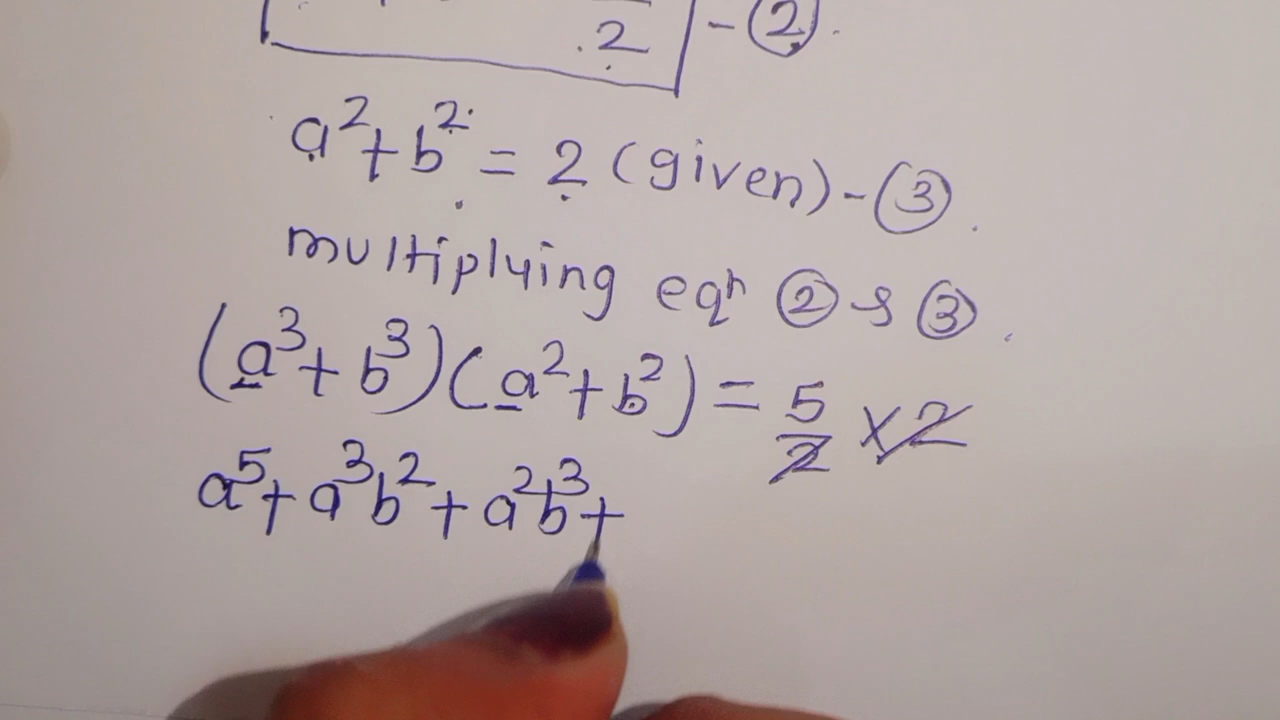 2 - ②.
a²+b² = 2 (given) - ③.
multiplying eqⁿ ② & ③.
(a³+b³)(a²+b²) = 5/2 × 2
a⁵+a³b²+a²b³+